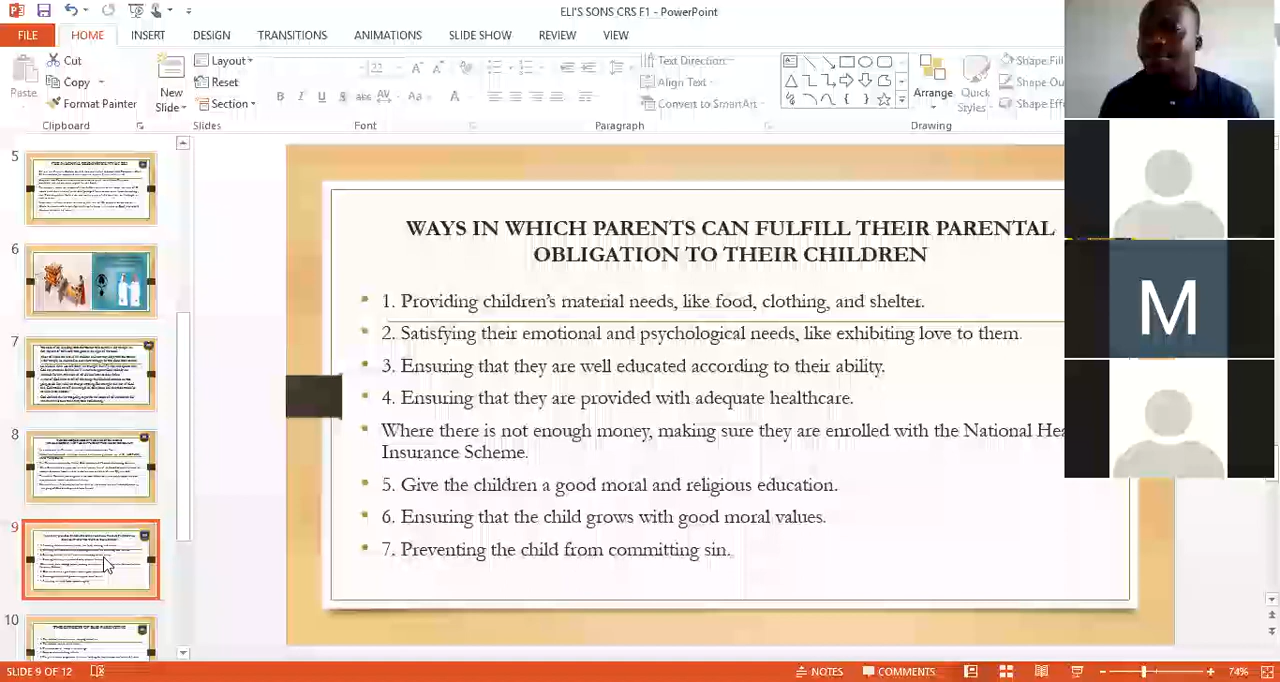 ELI'S SONS CRS F1 - PowerPoint
FILE HOME INSERT DESIGN TRANSITIONS ANIMATIONS SLIDE SHOW REVIEW VIEW
Cut
Copy
Format Painter
Paste
Clipboard
New
Slide
Layout
Reset
Section
Slides
22
B I U S abc AV Aa A
Font
Text Direction
Align Text
Convert to SmartArt
Paragraph
Arrange
Quick
Styles
Drawing
Shape Fill
Shape Ou
Shape Effe
5
6
7
8
9
10
WAYS IN WHICH PARENTS CAN FULFILL THEIR PARENTAL
OBLIGATION TO THEIR CHILDREN
1. Providing children's material needs, like food, clothing, and shelter.
2. Satisfying their emotional and psychological needs, like exhibiting love to them.
3. Ensuring that they are well educated according to their ability.
4. Ensuring that they are provided with adequate healthcare.
Where there is not enough money, making sure they are enrolled with the National Hea
Insurance Scheme.
5. Give the children a good moral and religious education.
6. Ensuring that the child grows with good moral values.
7. Preventing the child from committing sin.
M
SLIDE 9 OF 12
NOTES
COMMENTS
74%